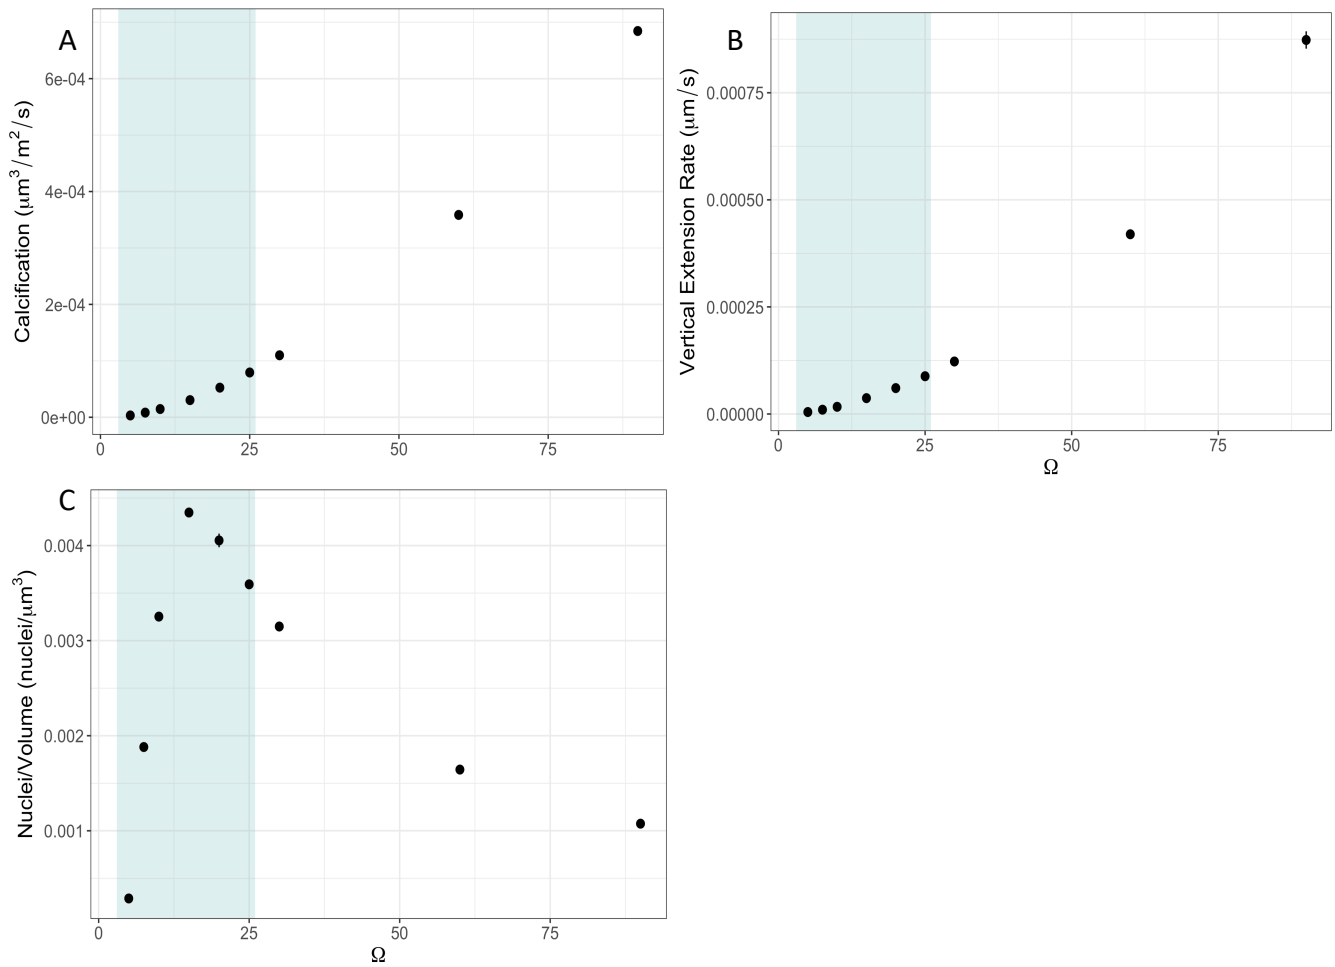 A
Calcification (μm³/m²/s)
6e-04
4e-04
2e-04
0e+00
0
25
50
75
B
Vertical Extension Rate (μm/s)
0.00075
0.00050
0.00025
0.00000
0
25
50
75
Ω
C
Nuclei/Volume (nuclei/μm³)
0.004
0.003
0.002
0.001
0
25
50
75
Ω